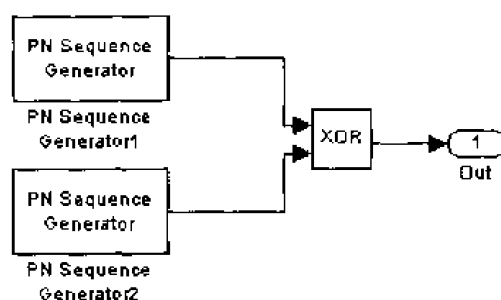 PN Sequence
Generator
PN Sequence
Generator1
XOR
1
Out
PN Sequence
Generator
PN Sequence
Generator2